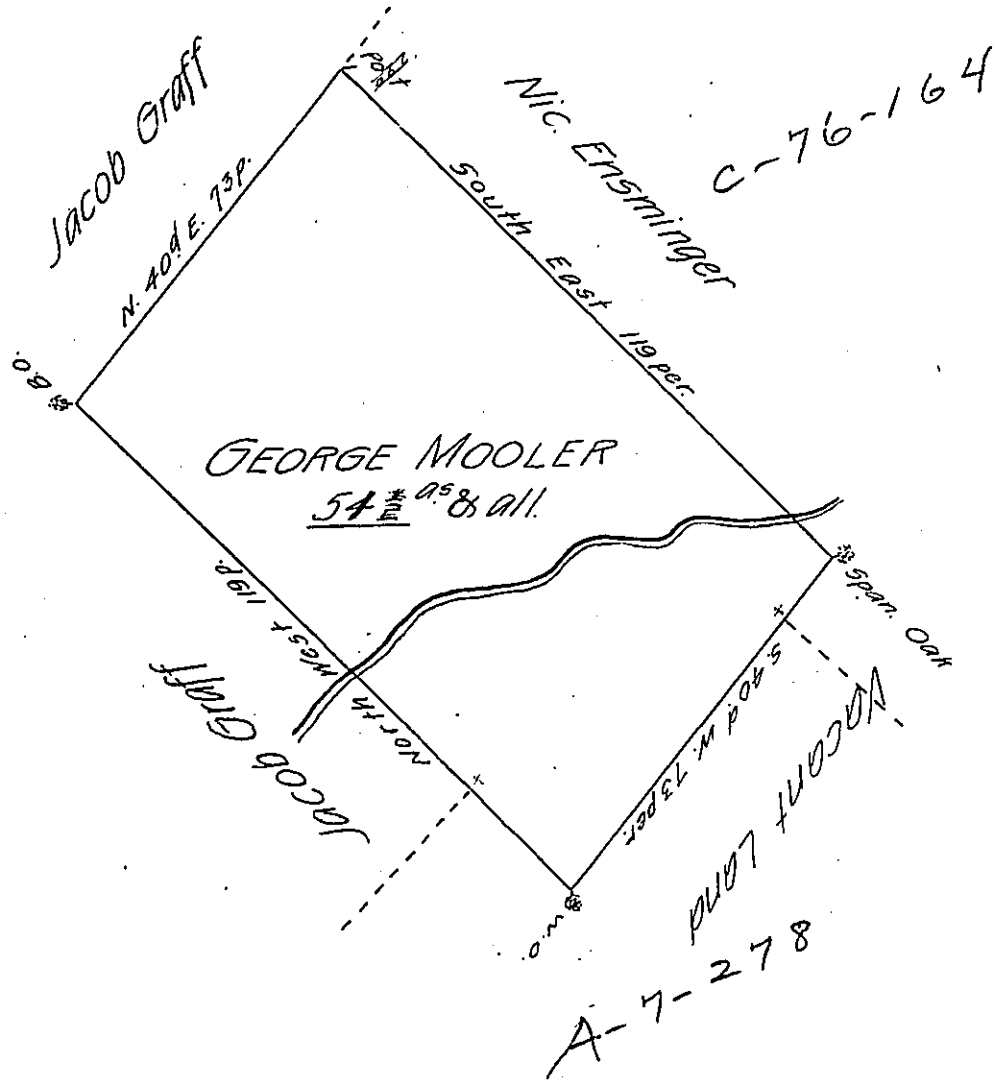 Jacob Graff
post
Nic. Ensminger
C-76-164
N. 40d E. 73p.
South East 119 per.
B.O.
GEORGE MOOLER
54 as & all.
Span. Oak
North West 119p.
Jacob Graff
S. 40d W. 73 per.
Vacant Land
W.O.
A-7-278